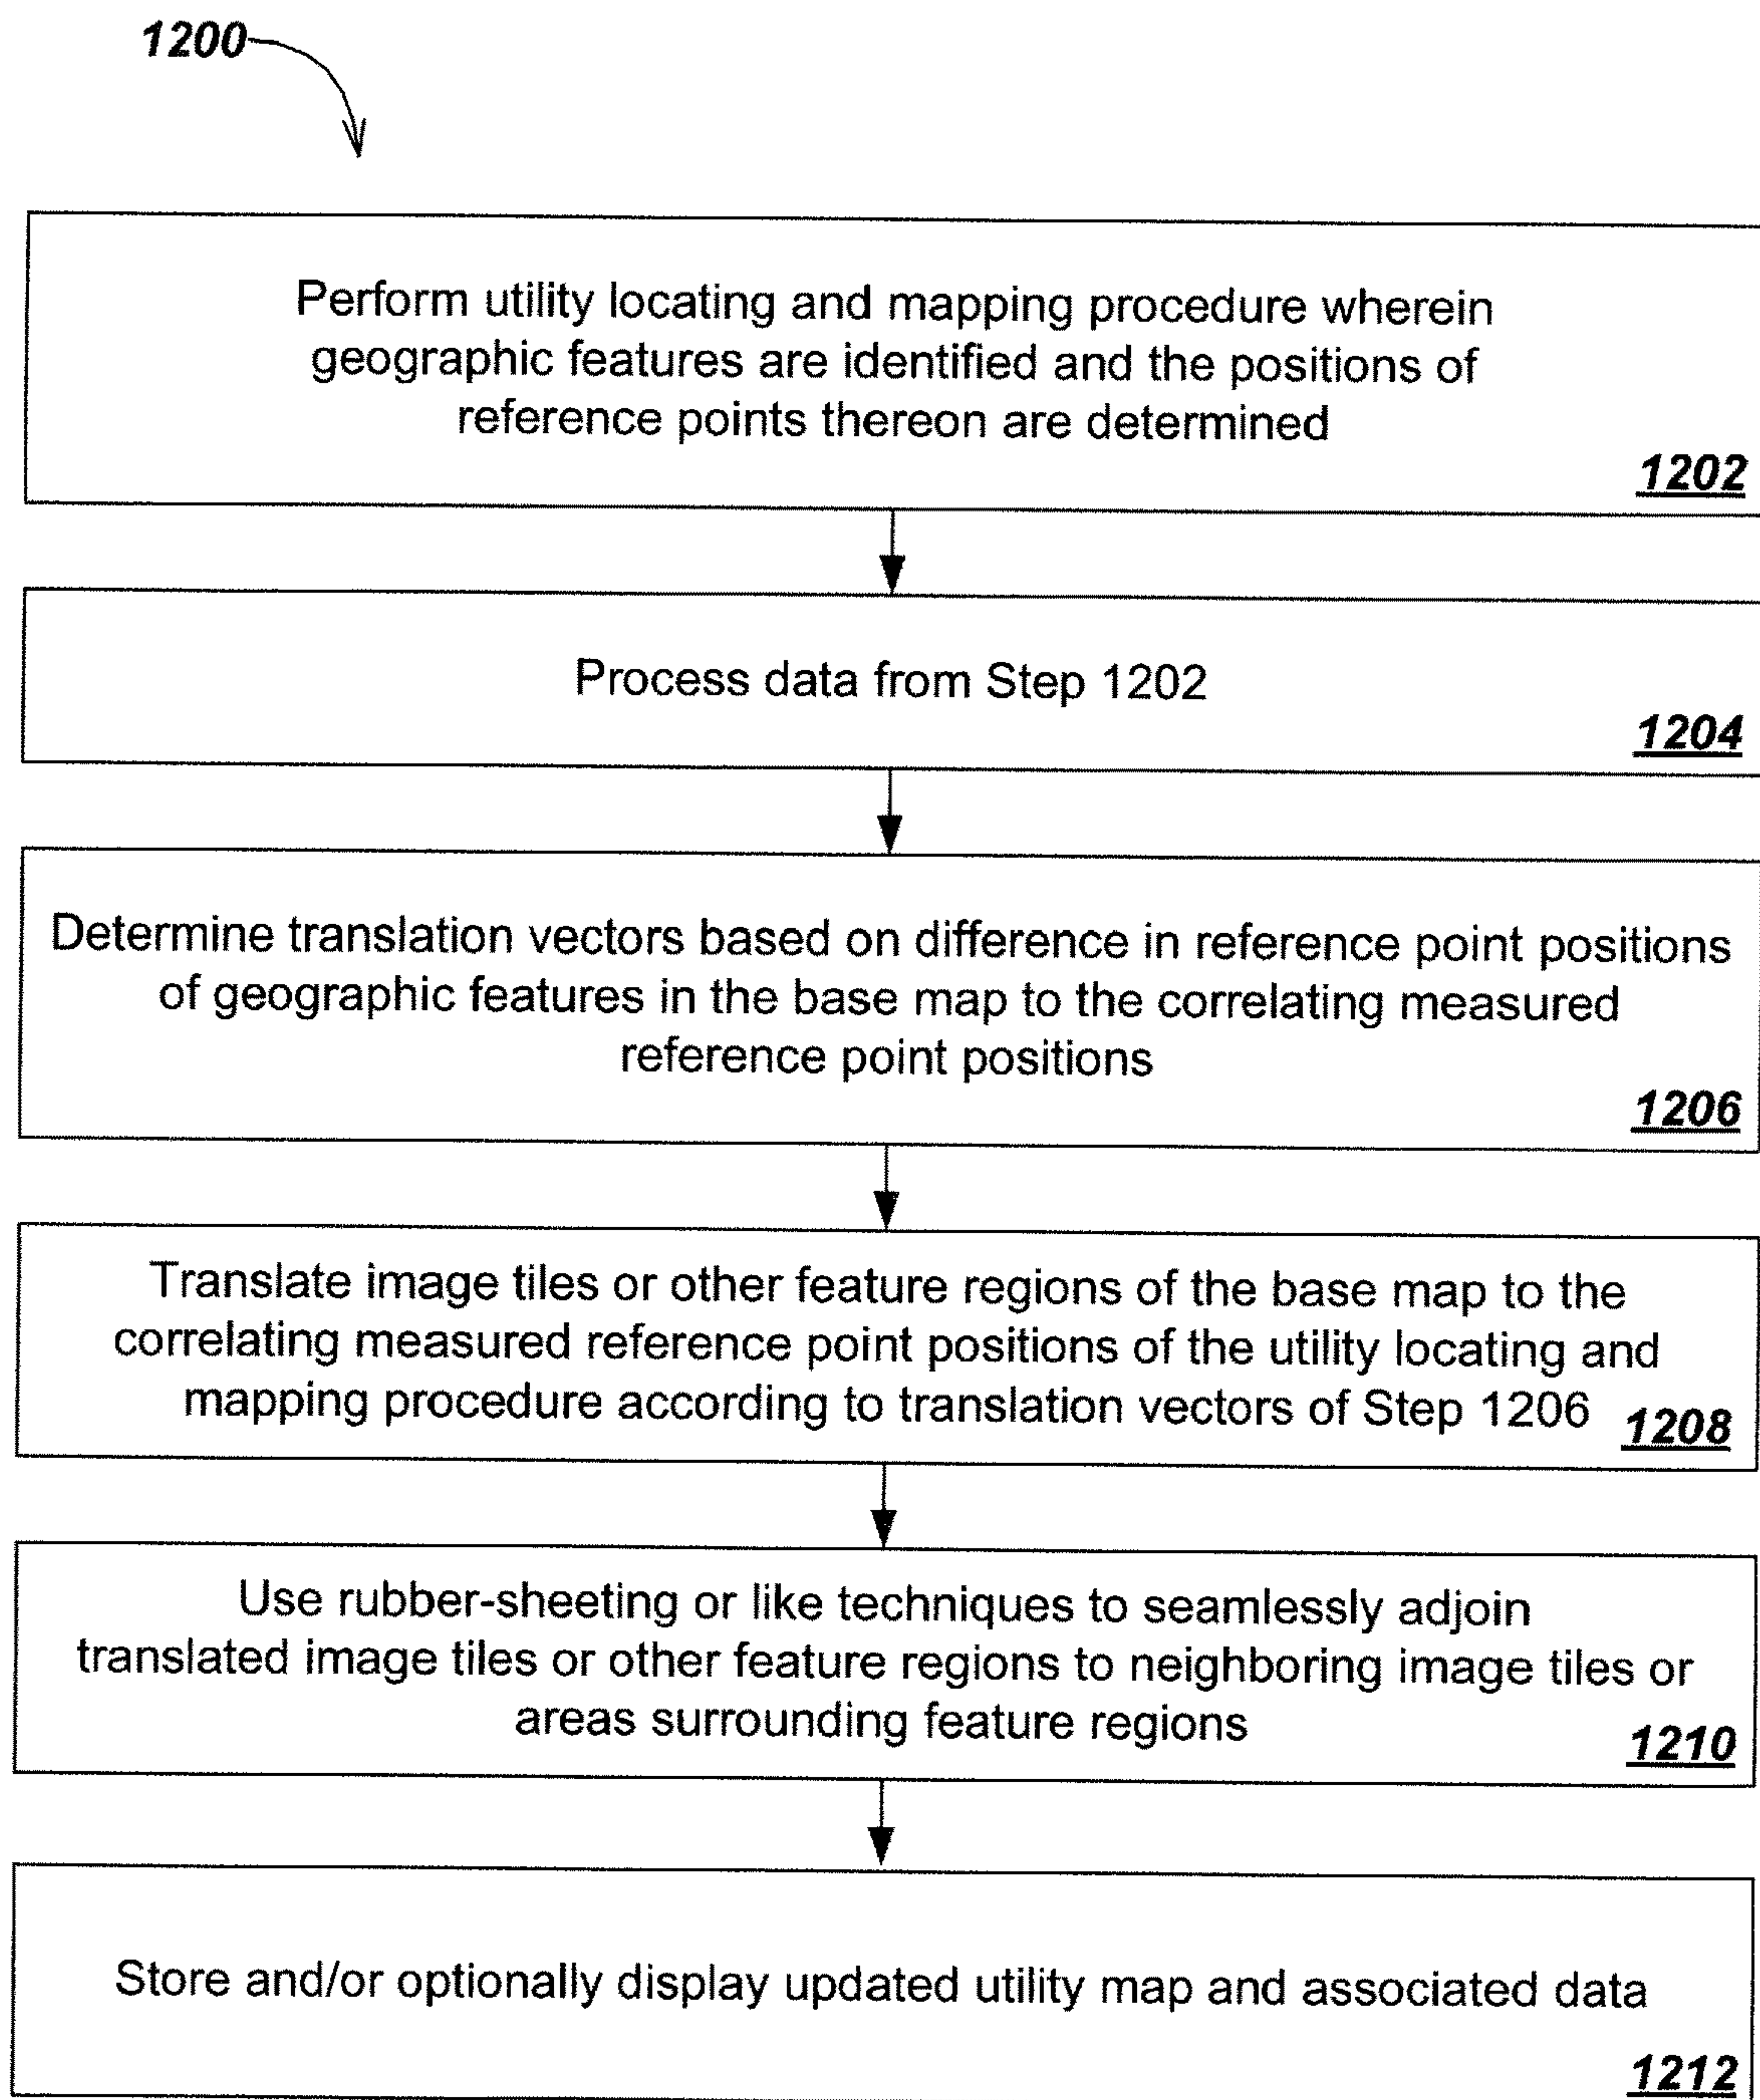 1200
Perform utility locating and mapping procedure wherein
geographic features are identified and the positions of
reference points thereon are determined
1202
Process data from Step 1202
1204
Determine translation vectors based on difference in reference point positions
of geographic features in the base map to the correlating measured
reference point positions
1206
Translate image tiles or other feature regions of the base map to the
correlating measured reference point positions of the utility locating and
mapping procedure according to translation vectors of Step 1206
1208
Use rubber-sheeting or like techniques to seamlessly adjoin
translated image tiles or other feature regions to neighboring image tiles or
areas surrounding feature regions
1210
Store and/or optionally display updated utility map and associated data
1212